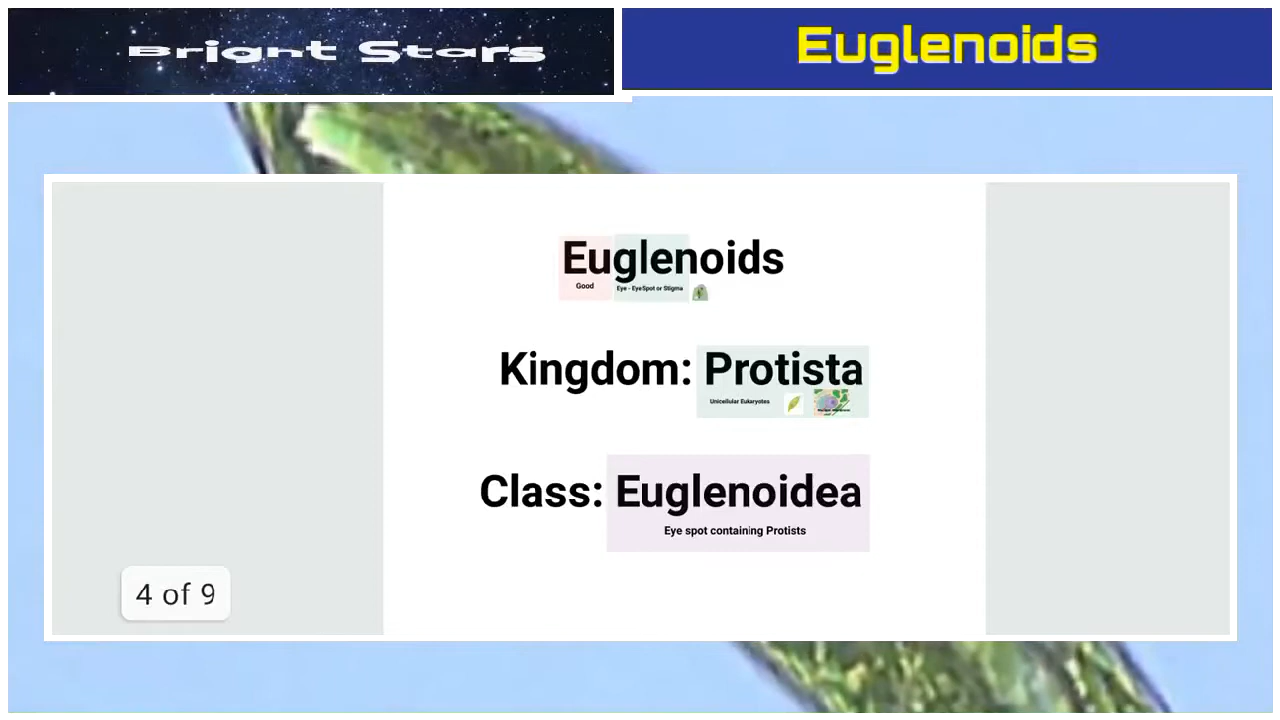 Bright Stars
Euglenoids
Euglenoids
Good
Eye - EyeSpot or Stigma
Kingdom: Protista
Unicellular Eukaryotes
Class: Euglenoidea
Eye spot containing Protists
4 of 9